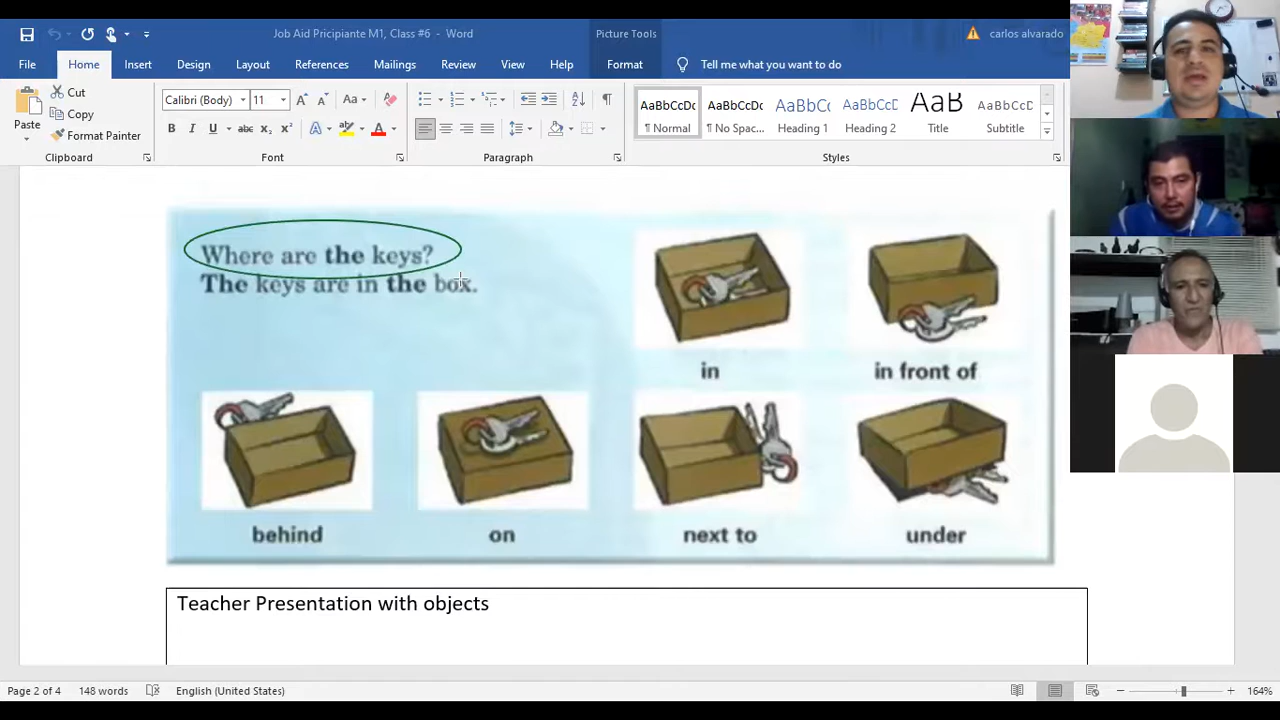 Job Aid Pricipiante M1, Class #6 - Word
Picture Tools
carlos alvarado
File
Home
Insert
Design
Layout
References
Mailings
Review
View
Help
Format
Tell me what you want to do
Paste
Cut
Copy
Format Painter
Clipboard
Calibri (Body)
11
Font
Paragraph
AaBbCcDc
¶ Normal
AaBbCcDc
¶ No Spac...
AaBbCc
Heading 1
AaBbCcD
Heading 2
AaB
Title
AaBbCcD
Subtitle
Styles
Where are the keys?
The keys are in the box.
in
in front of
behind
on
next to
under
Teacher Presentation with objects
Page 2 of 4
148 words
English (United States)
164%